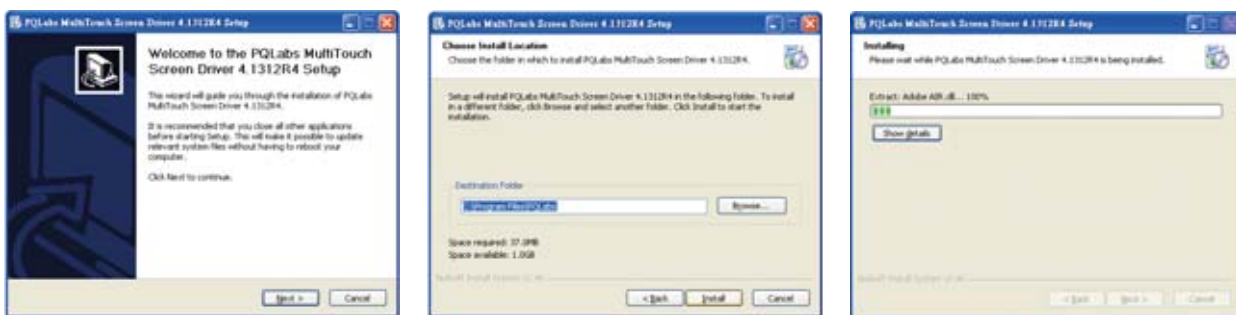 PQLabs MultiTouch Screen Driver 4.1312R4 Setup
Welcome to the PQLabs MultiTouch
Screen Driver 4.1312R4 Setup
This wizard will guide you through the installation of PQLabs
MultiTouch Screen Driver 4.1312R4.
It is recommended that you close all other applications
before starting Setup. This will make it possible to update
relevant system files without having to reboot your
computer.
Click Next to continue.
Next >
Cancel
PQLabs MultiTouch Screen Driver 4.1312R4 Setup
Choose Install Location
Choose the folder in which to install PQLabs MultiTouch Screen Driver 4.1312R4.
Setup will install PQLabs MultiTouch Screen Driver 4.1312R4 in the following folder. To install
in a different folder, click Browse and select another folder. Click Install to start the
installation.
Destination Folder
C:\Program Files\PQLabs
Browse...
Space required: 37.0MB
Space available: 1.0GB
< Back
Install
Cancel
PQLabs MultiTouch Screen Driver 4.1312R4 Setup
Installing
Please wait while PQLabs MultiTouch Screen Driver 4.1312R4 is being installed.
Extract: Adobe AIR.dll... 100%
Show details
< Back
Next >
Cancel